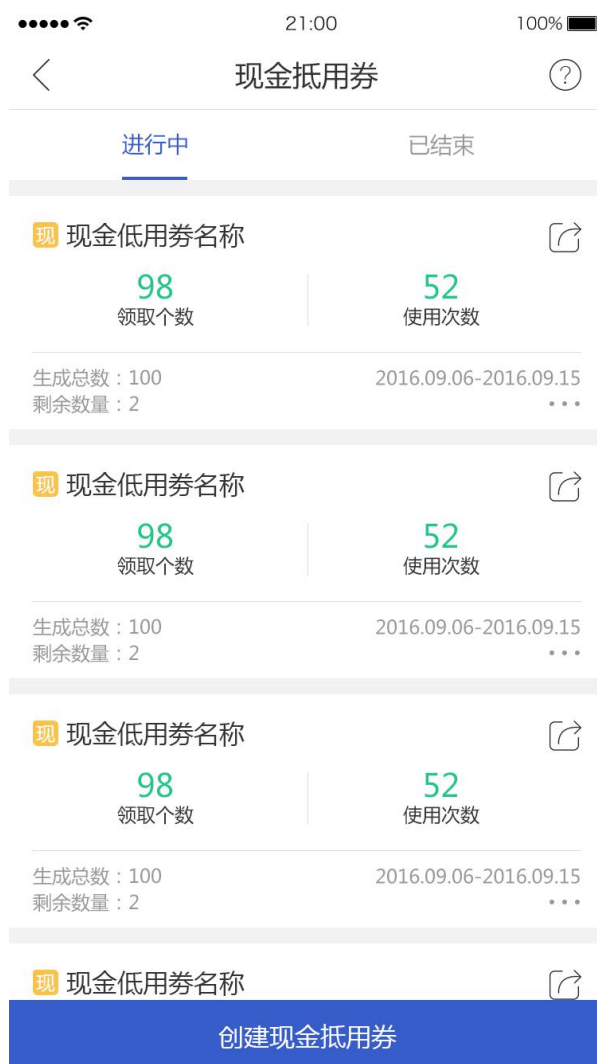 21:00 100%
现金抵用券
进行中 已结束
现 现金低用劵名称
98 52
领取个数 使用次数
生成总数：100 2016.09.06-2016.09.15
剩余数量：2
现 现金低用劵名称
98 52
领取个数 使用次数
生成总数：100 2016.09.06-2016.09.15
剩余数量：2
现 现金低用劵名称
98 52
领取个数 使用次数
生成总数：100 2016.09.06-2016.09.15
剩余数量：2
现 现金低用劵名称
创建现金抵用券